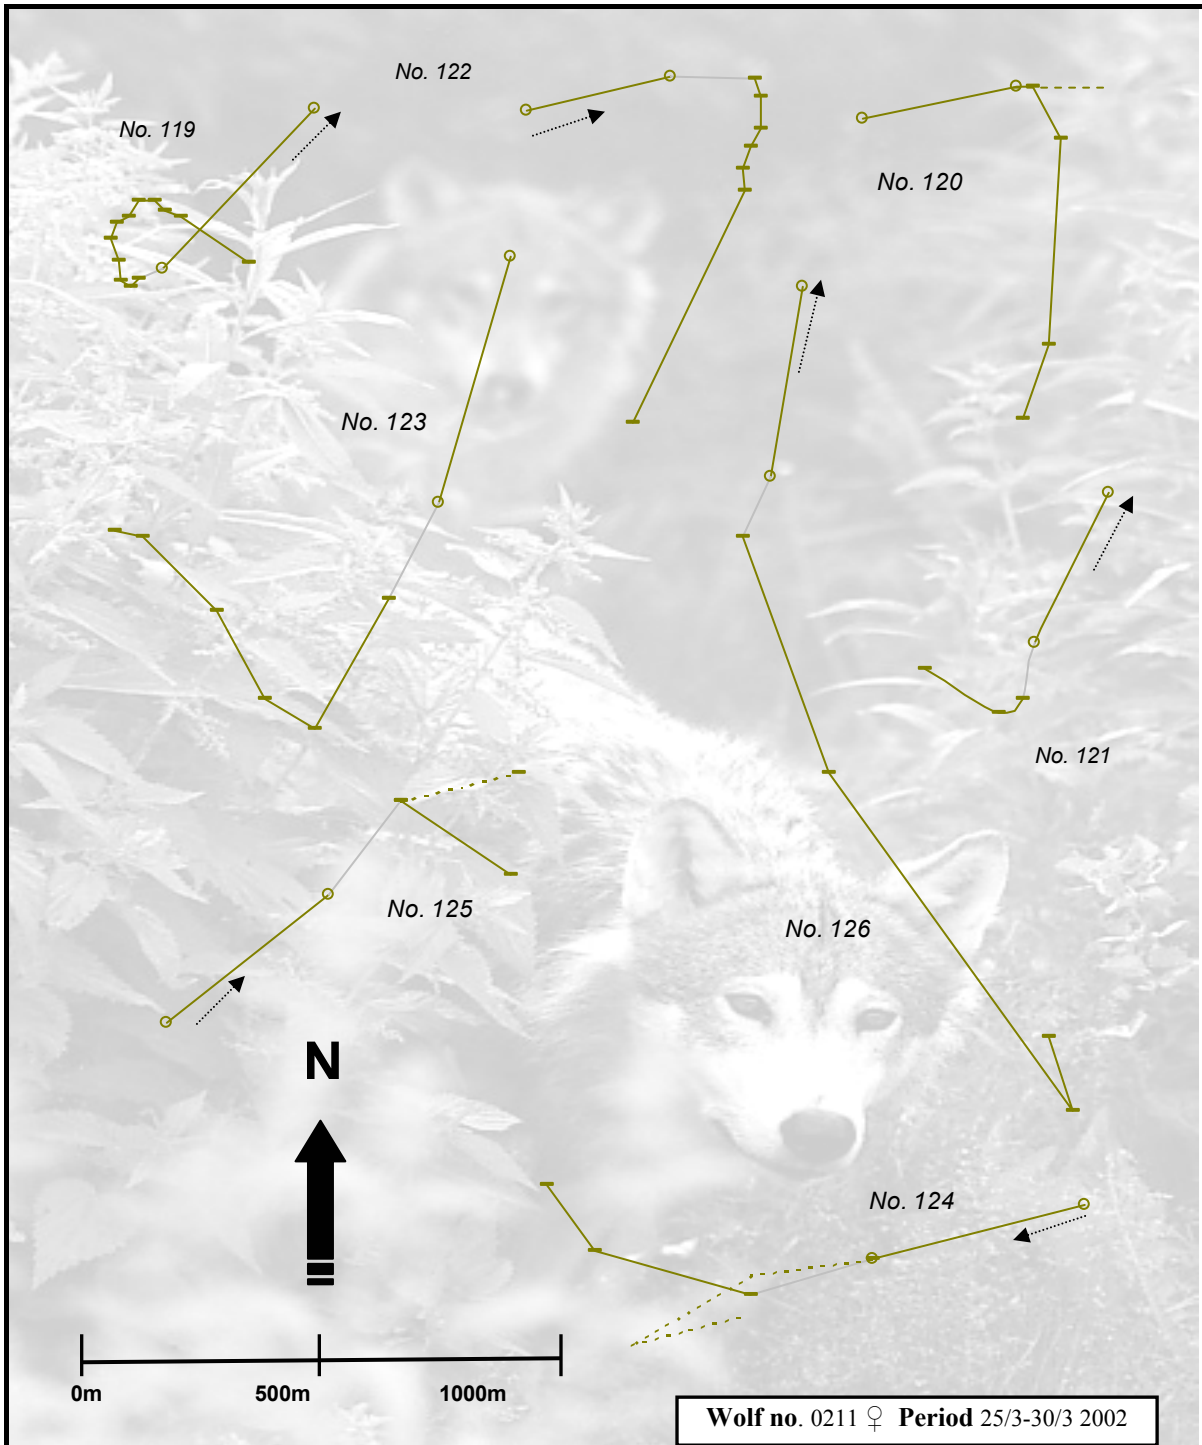 No. 122
No. 119
No. 120
No. 123
No. 121
No. 125
No. 126
N
No. 124
0m 500m 1000m
Wolf no. 0211 ♀ Period 25/3-30/3 2002